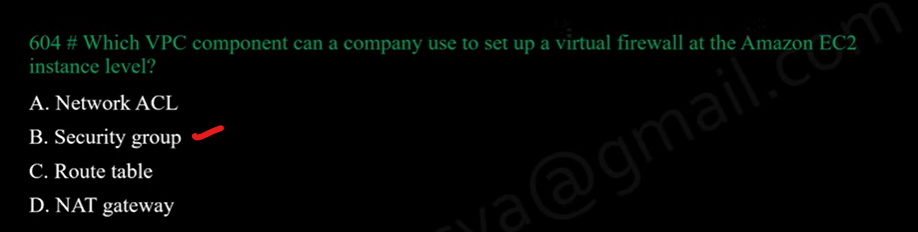 604 # Which VPC component can a company use to set up a virtual firewall at the Amazon EC2
instance level?
A. Network ACL
B. Security group
C. Route table
D. NAT gateway